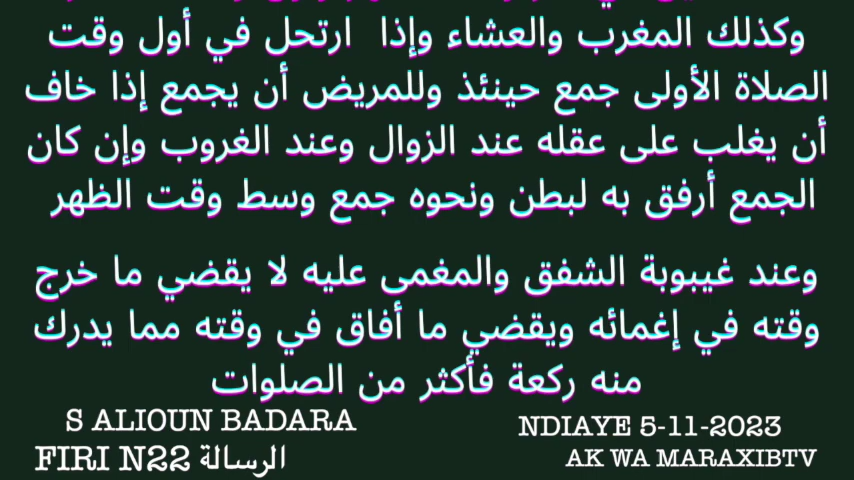 وكذلك المغرب والعشاء وإذا ارتحل في أول وقت
الصلاة الأولى جمع حينئذ وللمريض أن يجمع إذا خاف
أن يغلب على عقله عند الزوال وعند الغروب وإن كان
الجمع أرفق به لبطن ونحوه جمع وسط وقت الظهر
وعند غيبوبة الشفق والمغمى عليه لا يقضي ما خرج
وقته في إغمائه ويقضي ما أفاق في وقته مما يدرك
منه ركعة فأكثر من الصلوات
S ALIOUN BADARA
NDIAYE 5-11-2023
FIRI N22 الرسالة
AK WA MARAXIBTV